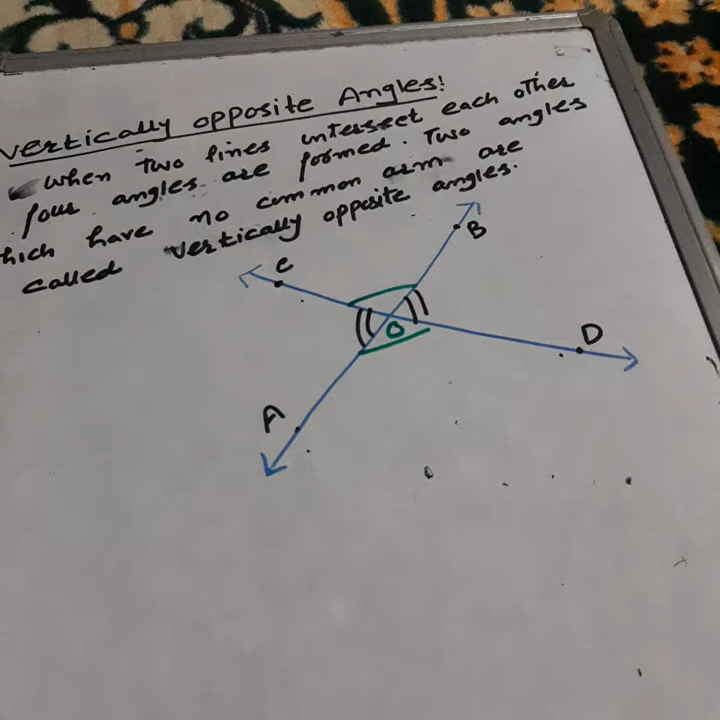 Vertically opposite Angles:
when two lines intersect each other
four angles are formed. Two angles
which have no common arm are
called vertically opposite angles.
B
C
O
D
A